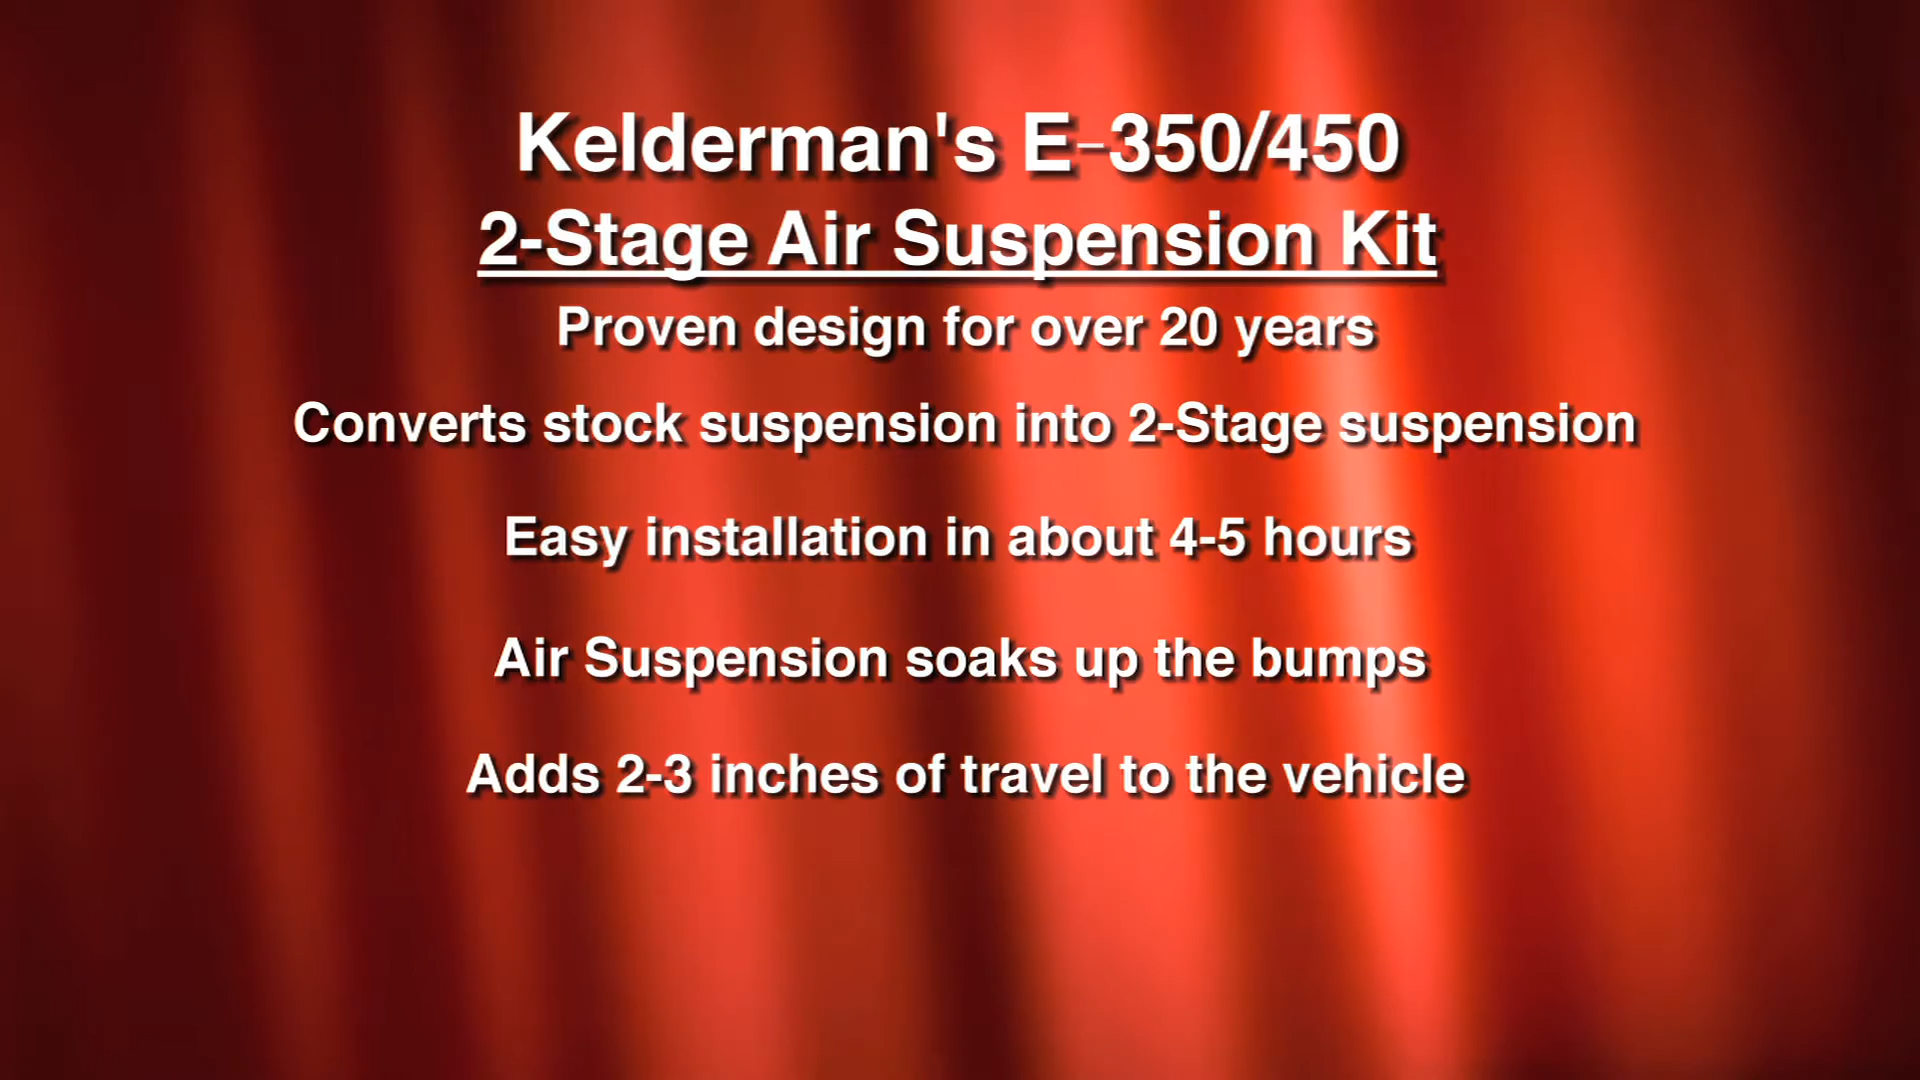 Kelderman's E-350/450
2-Stage Air Suspension Kit
Proven design for over 20 years
Converts stock suspension into 2-Stage suspension
Easy installation in about 4-5 hours
Air Suspension soaks up the bumps
Adds 2-3 inches of travel to the vehicle